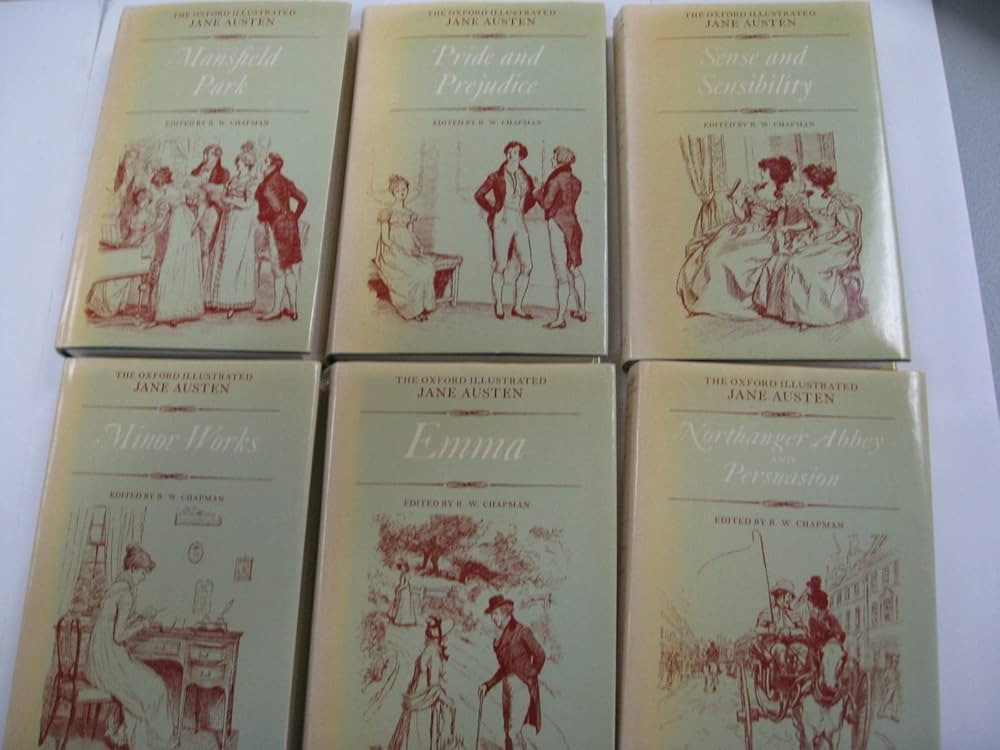 THE OXFORD ILLUSTRATED
JANE AUSTEN
Mansfield
Park
EDITED BY R. W. CHAPMAN
THE OXFORD ILLUSTRATED
JANE AUSTEN
Pride and
Prejudice
EDITED BY R. W. CHAPMAN
THE OXFORD ILLUSTRATED
JANE AUSTEN
Sense and
Sensibility
EDITED BY R. W. CHAPMAN
THE OXFORD ILLUSTRATED
JANE AUSTEN
Minor Works
EDITED BY R. W. CHAPMAN
THE OXFORD ILLUSTRATED
JANE AUSTEN
Emma
EDITED BY R. W. CHAPMAN
THE OXFORD ILLUSTRATED
JANE AUSTEN
Northanger Abbey
AND
Persuasion
EDITED BY R. W. CHAPMAN